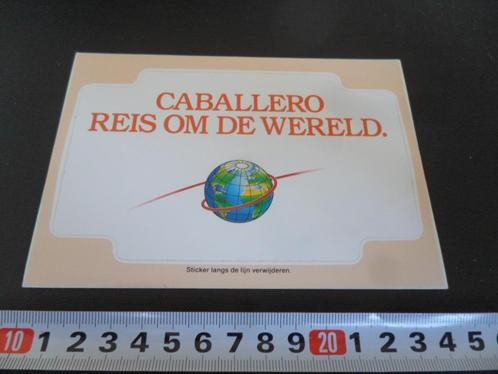 CABALLERO
REIS OM DE WERELD.
Sticker langs de lijn verwijderen.
10 1 2 3 4 5 6 7 8 9 20 1 2 3 4 5